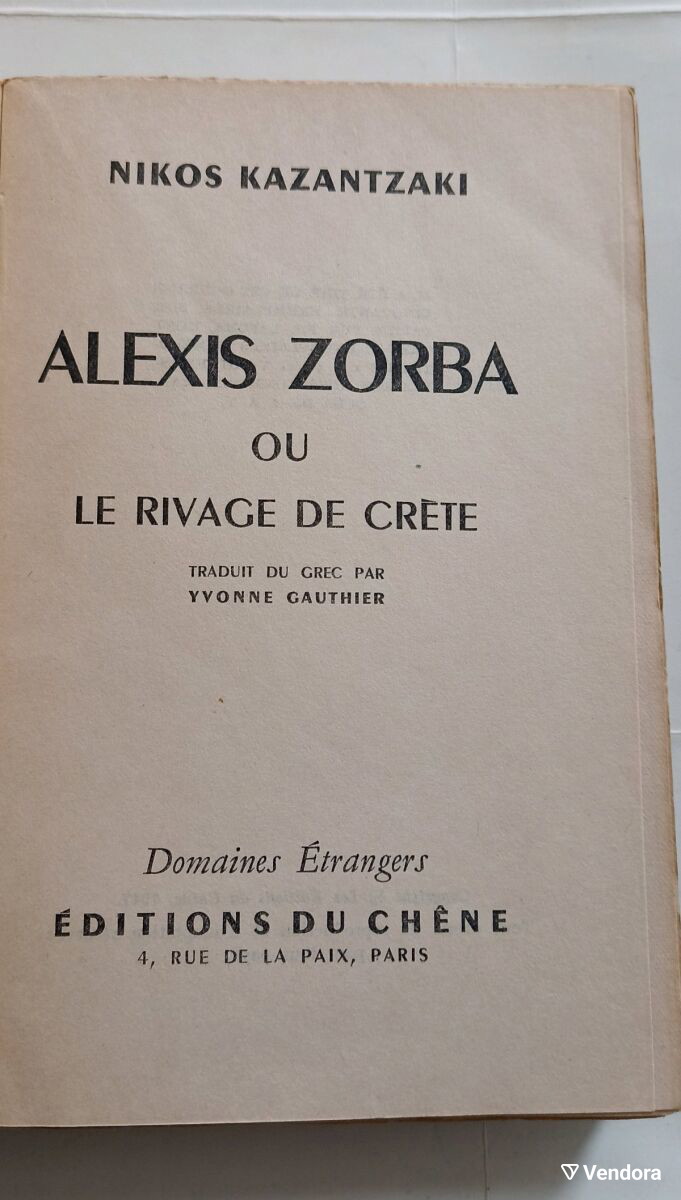 NIKOS KAZANTZAKI
ALEXIS ZORBA
OU
LE RIVAGE DE CRÈTE
TRADUIT DU GREC PAR
YVONNE GAUTHIER
Domaines Étrangers
ÉDITIONS DU CHÊNE
4, RUE DE LA PAIX, PARIS
Vendora